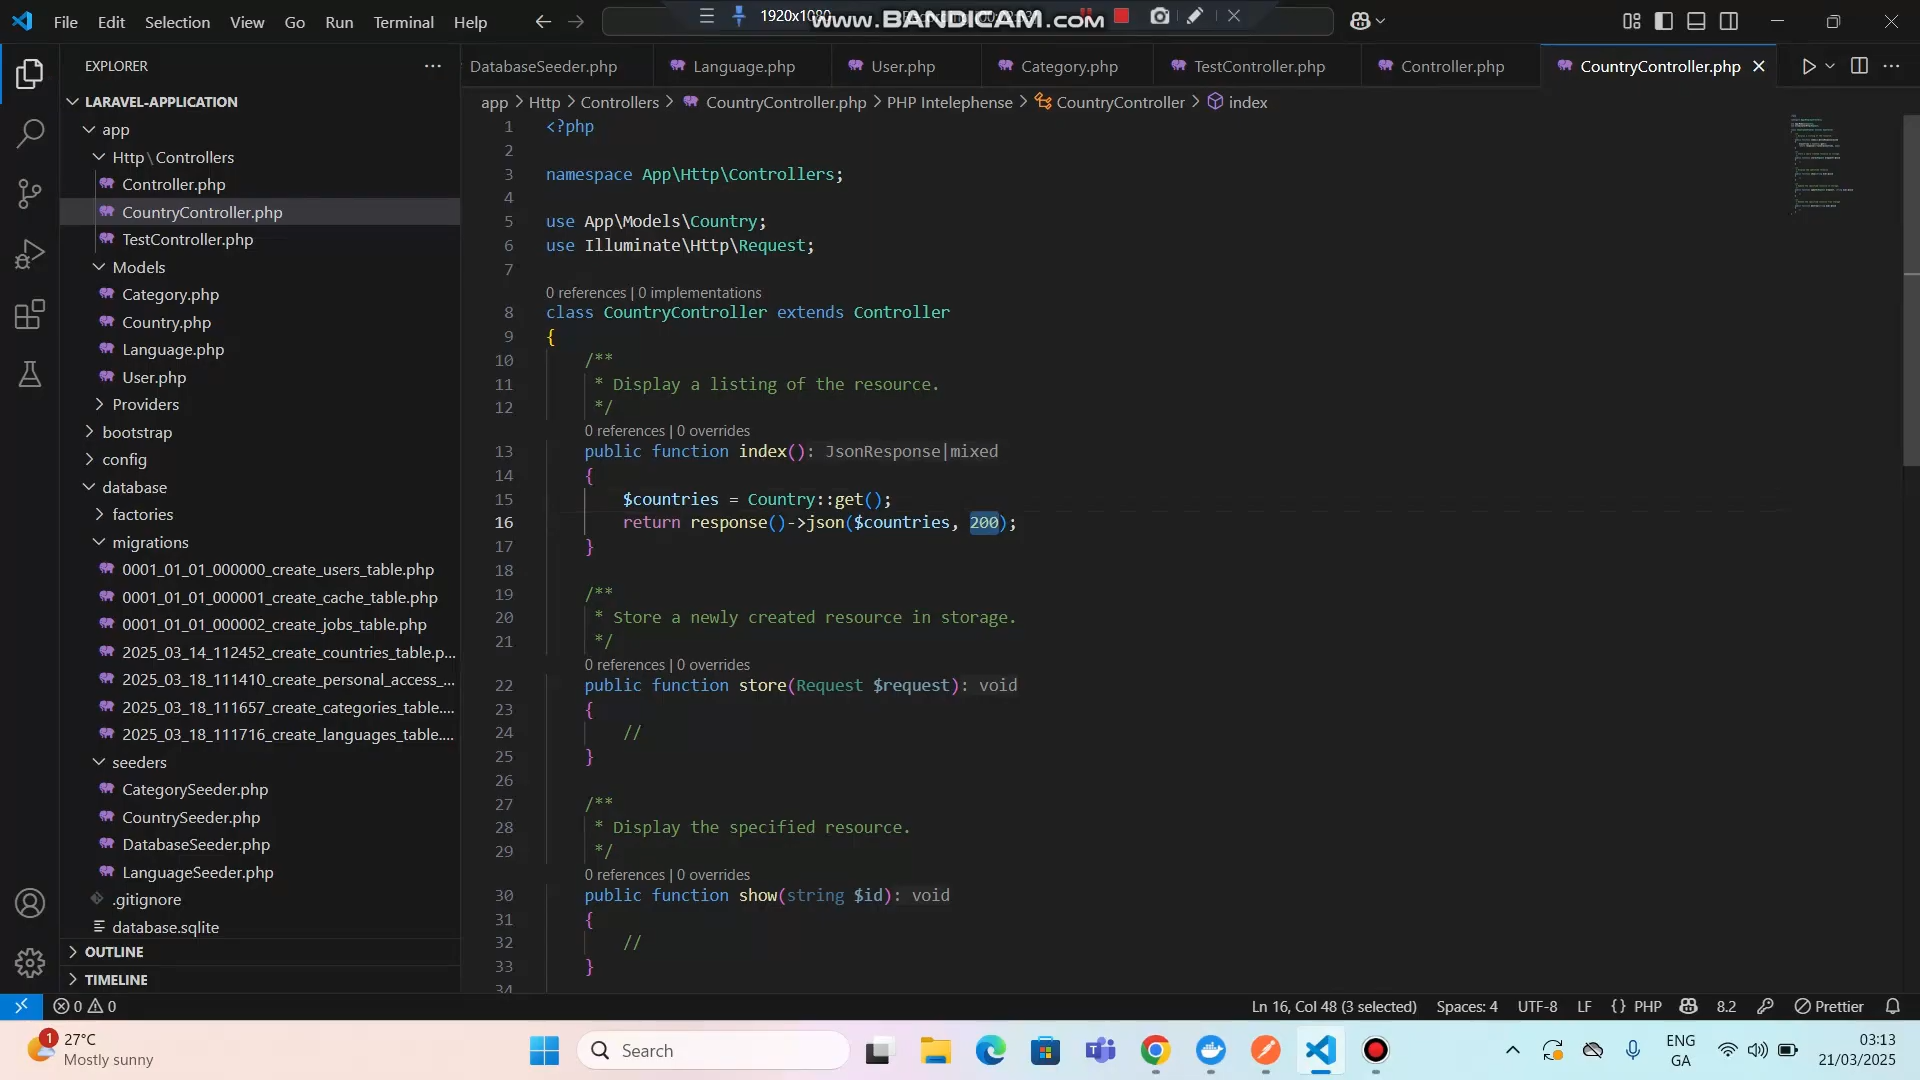 File Edit Selection View Go Run Terminal Help
1920x1080
www.BANDICAM.com
EXPLORER
DatabaseSeeder.php
Language.php
User.php
Category.php
TestController.php
Controller.php
CountryController.php
app > Http > Controllers > CountryController.php > PHP Intelephense > CountryController > index
LARAVEL-APPLICATION
app
Http\Controllers
Controller.php
CountryController.php
TestController.php
Models
Category.php
Country.php
Language.php
User.php
Providers
bootstrap
config
database
factories
migrations
0001_01_01_000000_create_users_table.php
0001_01_01_000001_create_cache_table.php
0001_01_01_000002_create_jobs_table.php
2025_03_14_112452_create_countries_table.p...
2025_03_18_111410_create_personal_access_...
2025_03_18_111657_create_categories_table....
2025_03_18_111716_create_languages_table....
seeders
CategorySeeder.php
CountrySeeder.php
DatabaseSeeder.php
LanguageSeeder.php
.gitignore
database.sqlite
OUTLINE
TIMELINE
1 <?php
2
3 namespace App\Http\Controllers;
4
5 use App\Models\Country;
6 use Illuminate\Http\Request;
7
0 references | 0 implementations
8 class CountryController extends Controller
9 {
10 /**
11 * Display a listing of the resource.
12 */
0 references | 0 overrides
13 public function index(): JsonResponse|mixed
14 {
15 $countries = Country::get();
16 return response()->json($countries, 200);
17 }
18
19 /**
20 * Store a newly created resource in storage.
21 */
0 references | 0 overrides
22 public function store(Request $request): void
23 {
24 //
25 }
26
27 /**
28 * Display the specified resource.
29 */
0 references | 0 overrides
30 public function show(string $id): void
31 {
32 //
33 }
34
0 0
Ln 16, Col 48 (3 selected) Spaces: 4 UTF-8 LF {} PHP 8.2 Prettier
1
27°C
Mostly sunny
Search
ENG
GA
03:13
21/03/2025